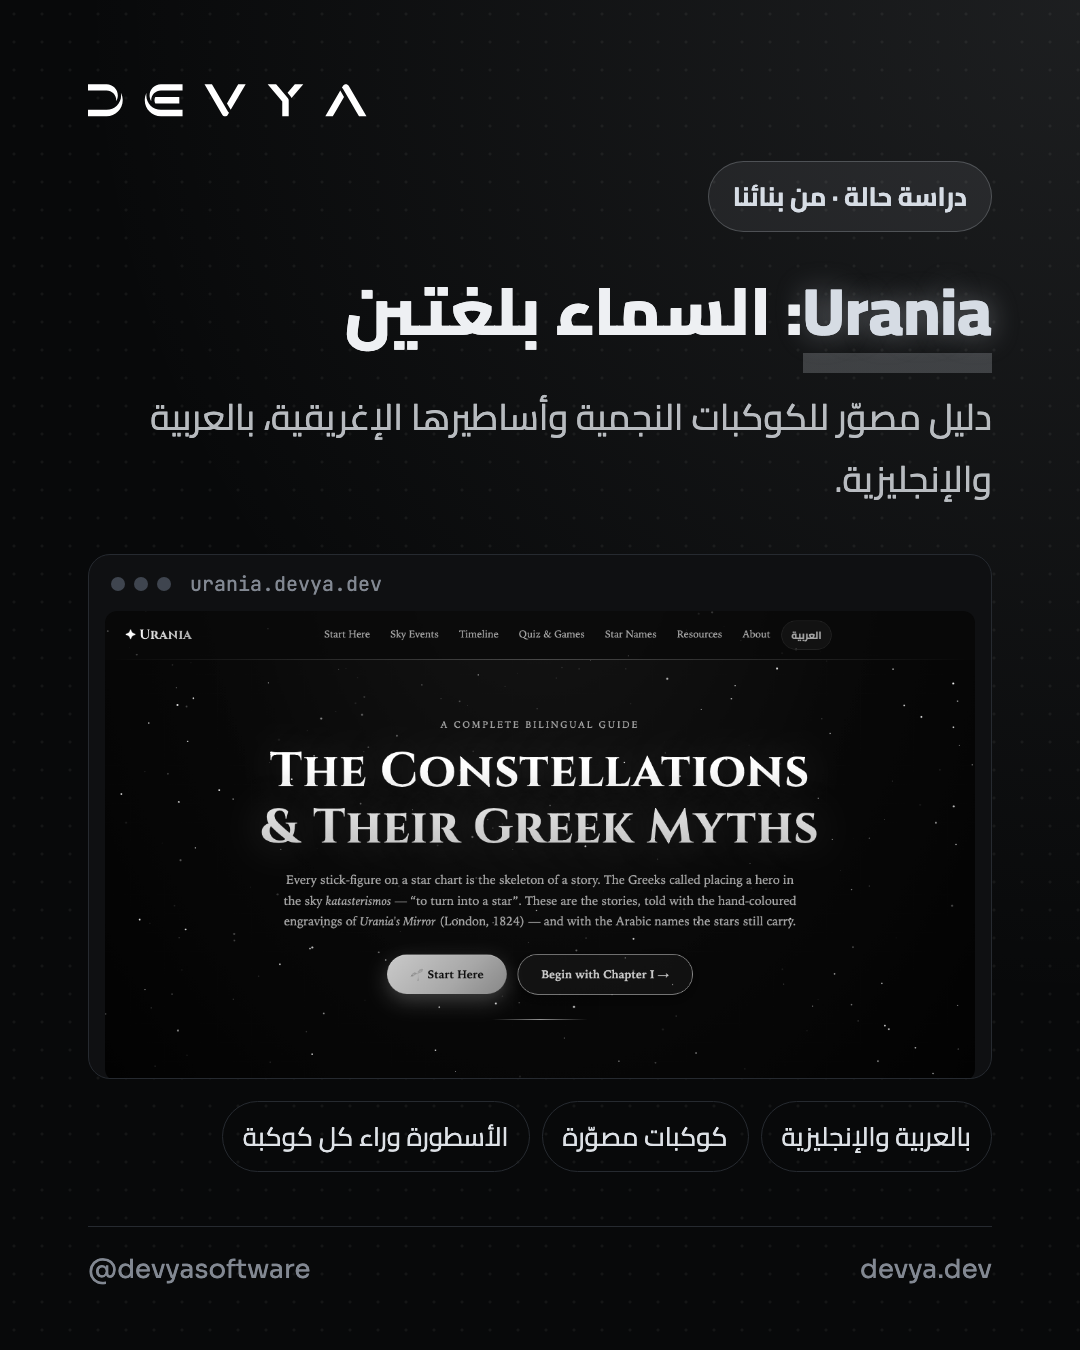 DEVYA
دراسة حالة · من بنائنا
Urania: السماء بلغتين
دليل مصوّر للكوكبات النجمية وأساطيرها الإغريقية، بالعربية
والإنجليزية.
urania.devya.dev
✦ URANIA
Start Here
Sky Events
Timeline
Quiz & Games
Star Names
Resources
About
العربية
A COMPLETE BILINGUAL GUIDE
THE CONSTELLATIONS
& THEIR GREEK MYTHS
Every stick-figure on a star chart is the skeleton of a story. The Greeks called placing a hero in
the sky katasterismos — “to turn into a star”. These are the stories, told with the hand-coloured
engravings of Urania's Mirror (London, 1824) — and with the Arabic names the stars still carry.
Start Here
Begin with Chapter I →
بالعربية والإنجليزية
كوكبات مصوّرة
الأسطورة وراء كل كوكبة
@devyasoftware
devya.dev